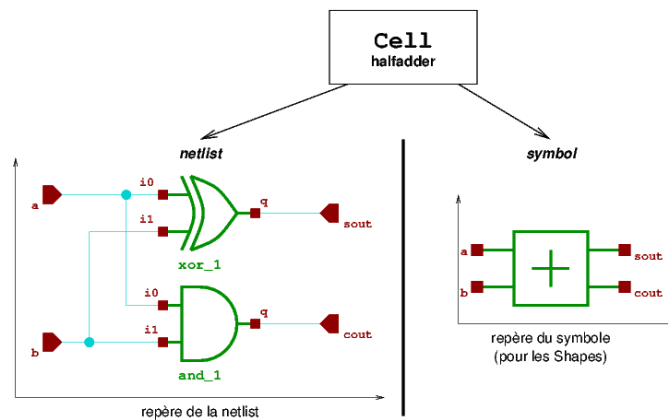 Cell
halfadder
netlist
symbol
i0
q
a
sout
i1
xor_1
i0
q
i1
b
cout
and_1
repère de la netlist
a
sout
b
cout
+
repère du symbole
(pour les Shapes)